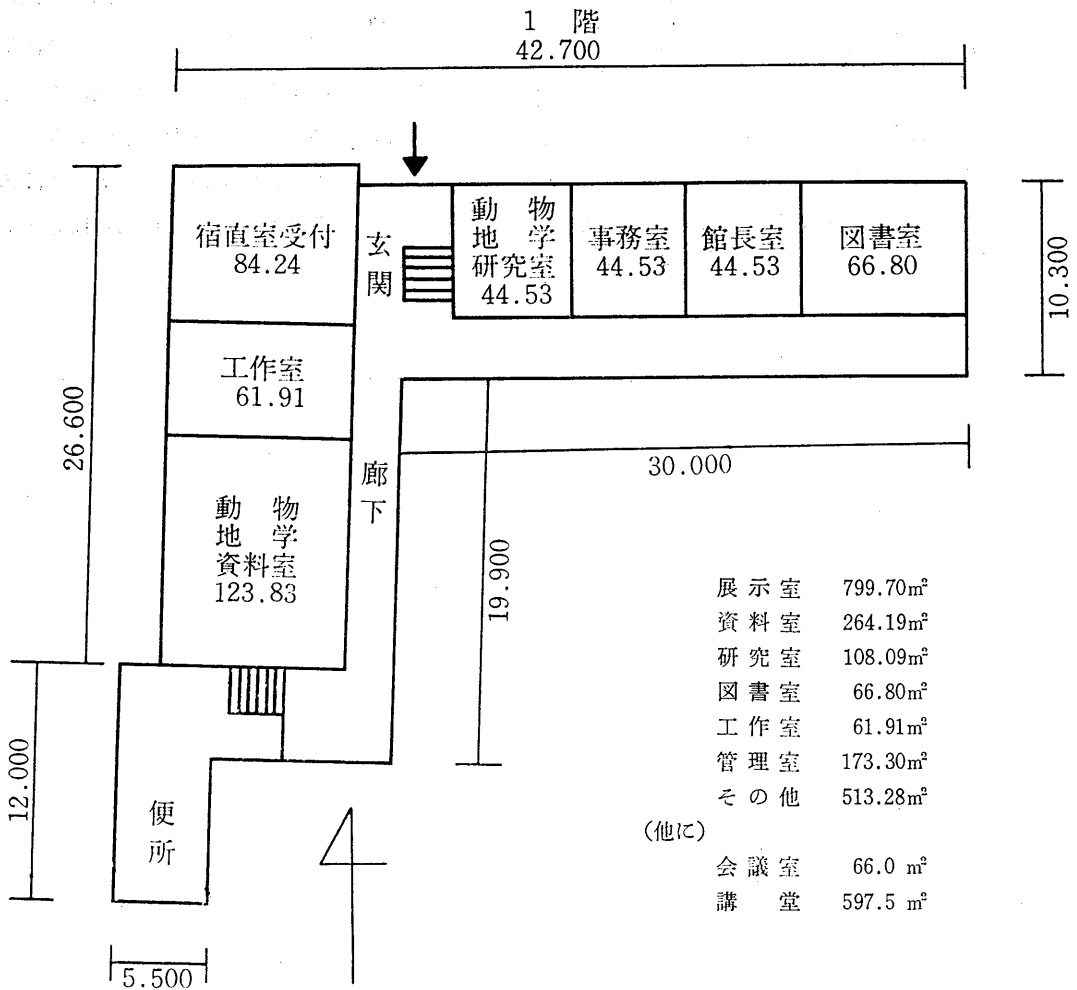 1 階
42.700
宿直室受付
84.24
玄
関
動 物
地 学
研究室
44.53
事務室
44.53
館長室
44.53
図書室
66.80
10.300
工作室
61.91
26.600
30.000
廊
下
動 物
地 学
資料室
123.83
19.900
12.000
便
所
5.500
展示室 799.70m²
資料室 264.19m²
研究室 108.09m²
図書室 66.80m²
工作室 61.91m²
管理室 173.30m²
その他 513.28m²
(他に)
会議室 66.0 m²
講 堂 597.5 m²